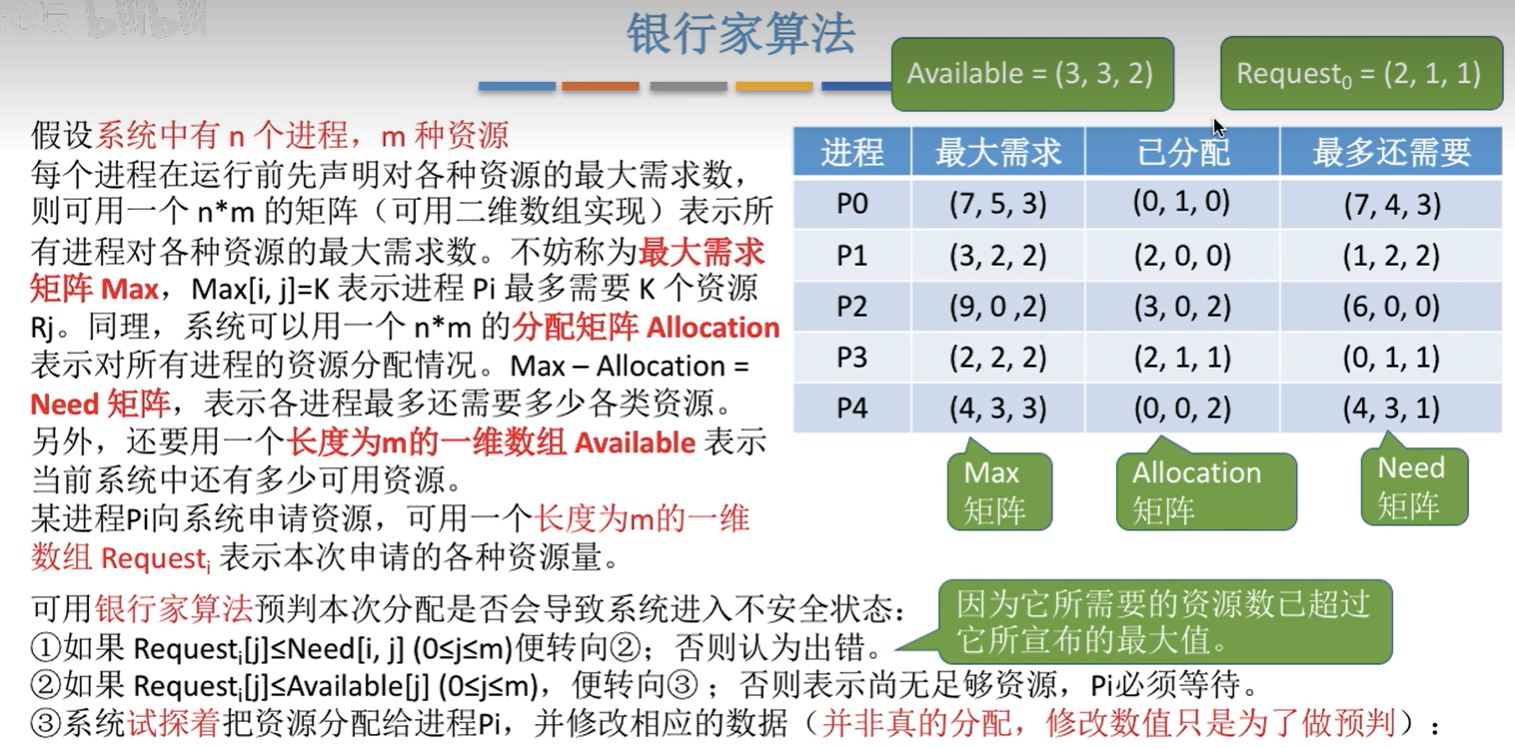 银行家算法
Available = (3, 3, 2)
Request0 = (2, 1, 1)
假设系统中有 n 个进程，m 种资源
每个进程在运行前先声明对各种资源的最大需求数，
则可用一个 n*m 的矩阵（可用二维数组实现）表示所
有进程对各种资源的最大需求数。不妨称为最大需求
矩阵 Max，Max[i, j]=K 表示进程 Pi 最多需要 K 个资源
Rj。同理，系统可以用一个 n*m 的分配矩阵 Allocation
表示对所有进程的资源分配情况。Max – Allocation =
Need 矩阵，表示各进程最多还需要多少各类资源。
另外，还要用一个长度为m的一维数组 Available 表示
当前系统中还有多少可用资源。
某进程Pi向系统申请资源，可用一个长度为m的一维
数组 Requesti 表示本次申请的各种资源量。
进程 最大需求 已分配 最多还需要
P0 (7, 5, 3) (0, 1, 0) (7, 4, 3)
P1 (3, 2, 2) (2, 0, 0) (1, 2, 2)
P2 (9, 0 ,2) (3, 0, 2) (6, 0, 0)
P3 (2, 2, 2) (2, 1, 1) (0, 1, 1)
P4 (4, 3, 3) (0, 0, 2) (4, 3, 1)
Max
矩阵
Allocation
矩阵
Need
矩阵
可用银行家算法预判本次分配是否会导致系统进入不安全状态：
①如果 Requesti[j]≤Need[i, j] (0≤j≤m)便转向②；否则认为出错。
因为它所需要的资源数已超过
它所宣布的最大值。
②如果 Requesti[j]≤Available[j] (0≤j≤m)，便转向③；否则表示尚无足够资源，Pi必须等待。
③系统试探着把资源分配给进程Pi，并修改相应的数据（并非真的分配，修改数值只是为了做预判）：